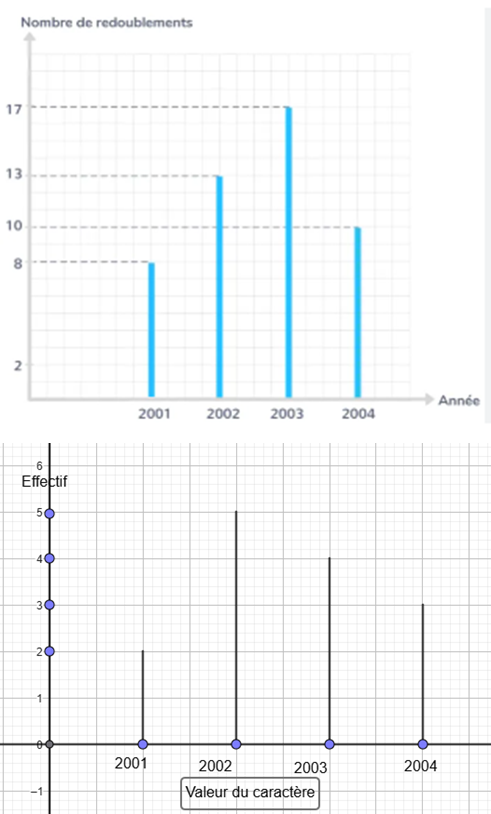 Nombre de redoublements
17
13
10
8
2
Année
2001 2002 2003 2004
6
Effectif
5
4
3
2
1
0
2001 2002 2003 2004
Valeur du caractère
−1